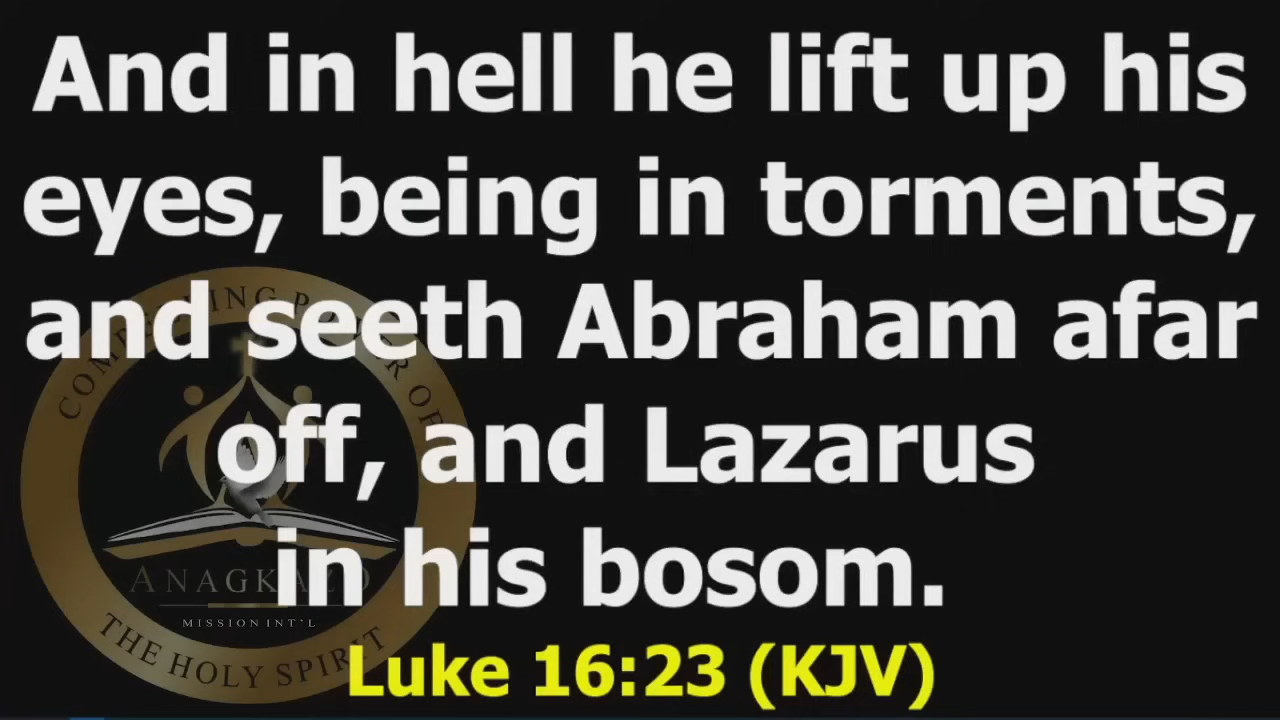 And in hell he lift up his
eyes, being in torments,
and seeth Abraham afar
off, and Lazarus
in his bosom.
Luke 16:23 (KJV)
ANAGKAZO
MISSION INT'L
THE HOLY SPIRIT